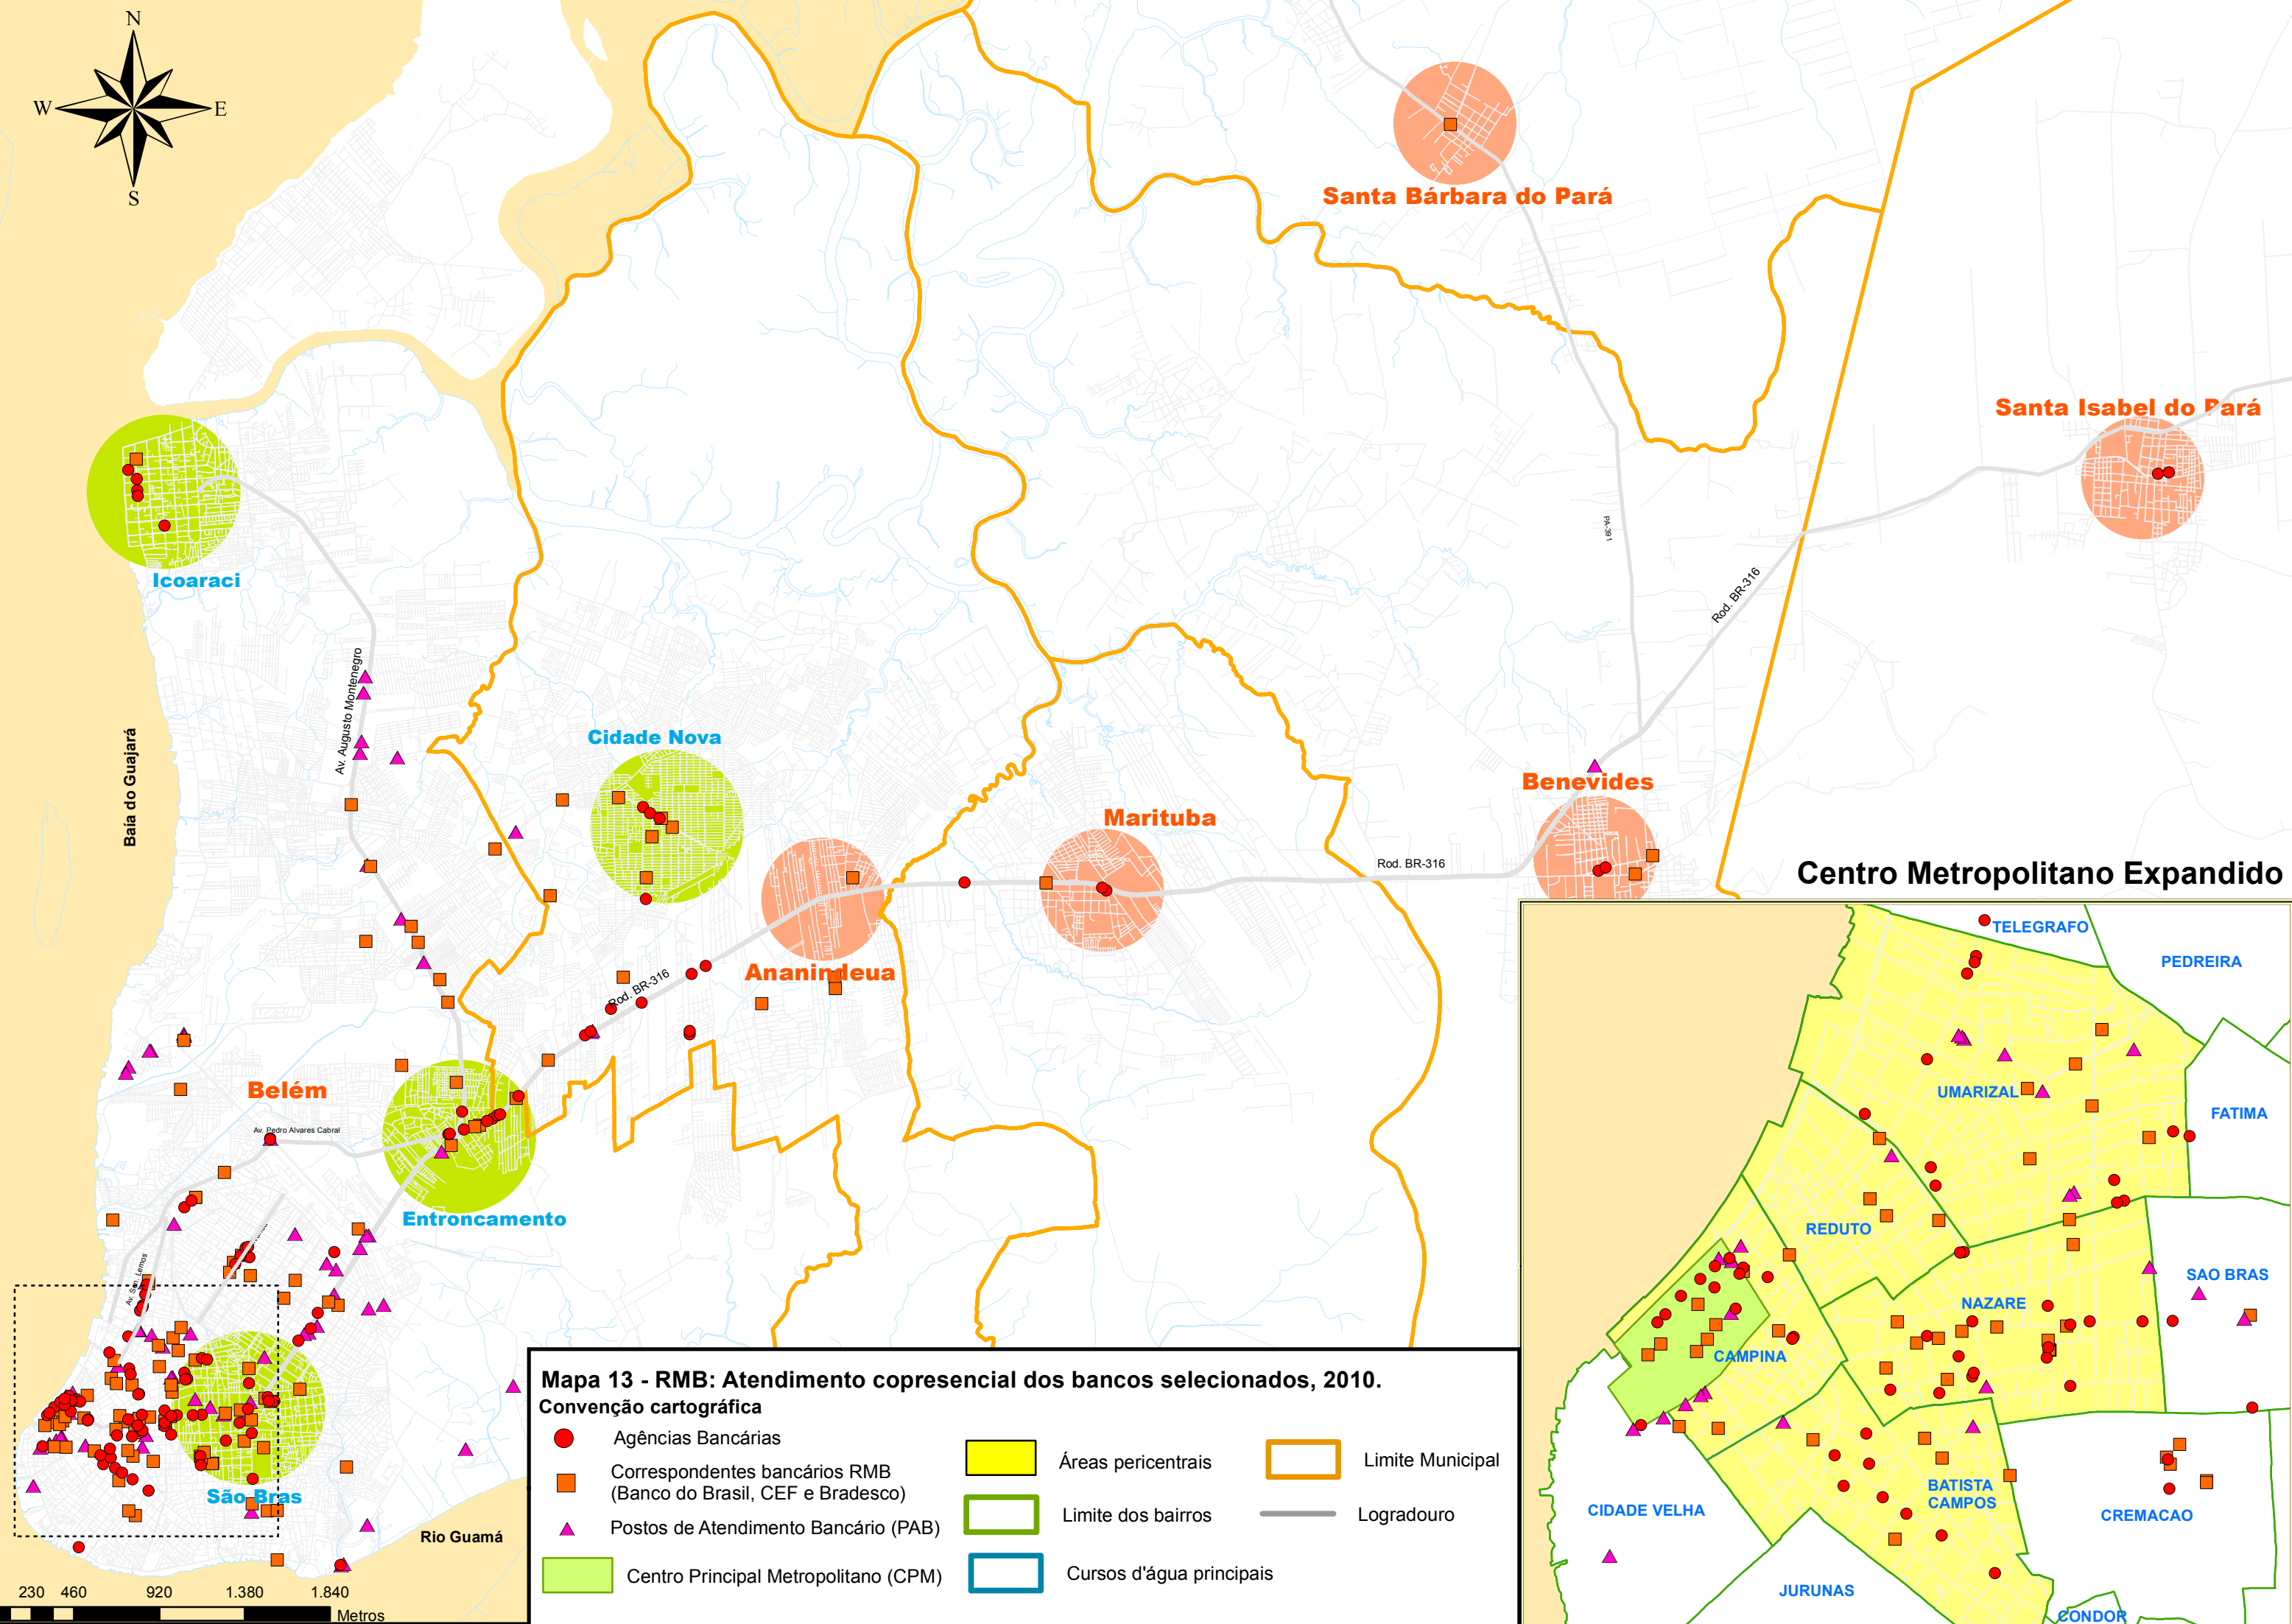 N
W
E
S
Santa Bárbara do Pará
Santa Isabel do Pará
Icoaraci
PA-391
Rod. BR-316
Av. Augusto Montenegro
Baía do Guajará
Cidade Nova
Benevides
Marituba
Rod. BR-316
Ananindeua
Rod. BR-316
Belém
Av. Pedro Alvares Cabral
Entroncamento
Av. Sen. Lemos
São Bras
Rio Guamá
230 460 920 1.380 1.840
Metros
Centro Metropolitano Expandido
TELEGRAFO
PEDREIRA
UMARIZAL
FATIMA
REDUTO
SAO BRAS
NAZARE
CAMPINA
BATISTA
CAMPOS
CIDADE VELHA
CREMACAO
JURUNAS
CONDOR
Mapa 13 - RMB: Atendimento copresencial dos bancos selecionados, 2010.
Convenção cartográfica
Agências Bancárias
Correspondentes bancários RMB
(Banco do Brasil, CEF e Bradesco)
Postos de Atendimento Bancário (PAB)
Centro Principal Metropolitano (CPM)
Áreas pericentrais
Limite dos bairros
Cursos d'água principais
Limite Municipal
Logradouro